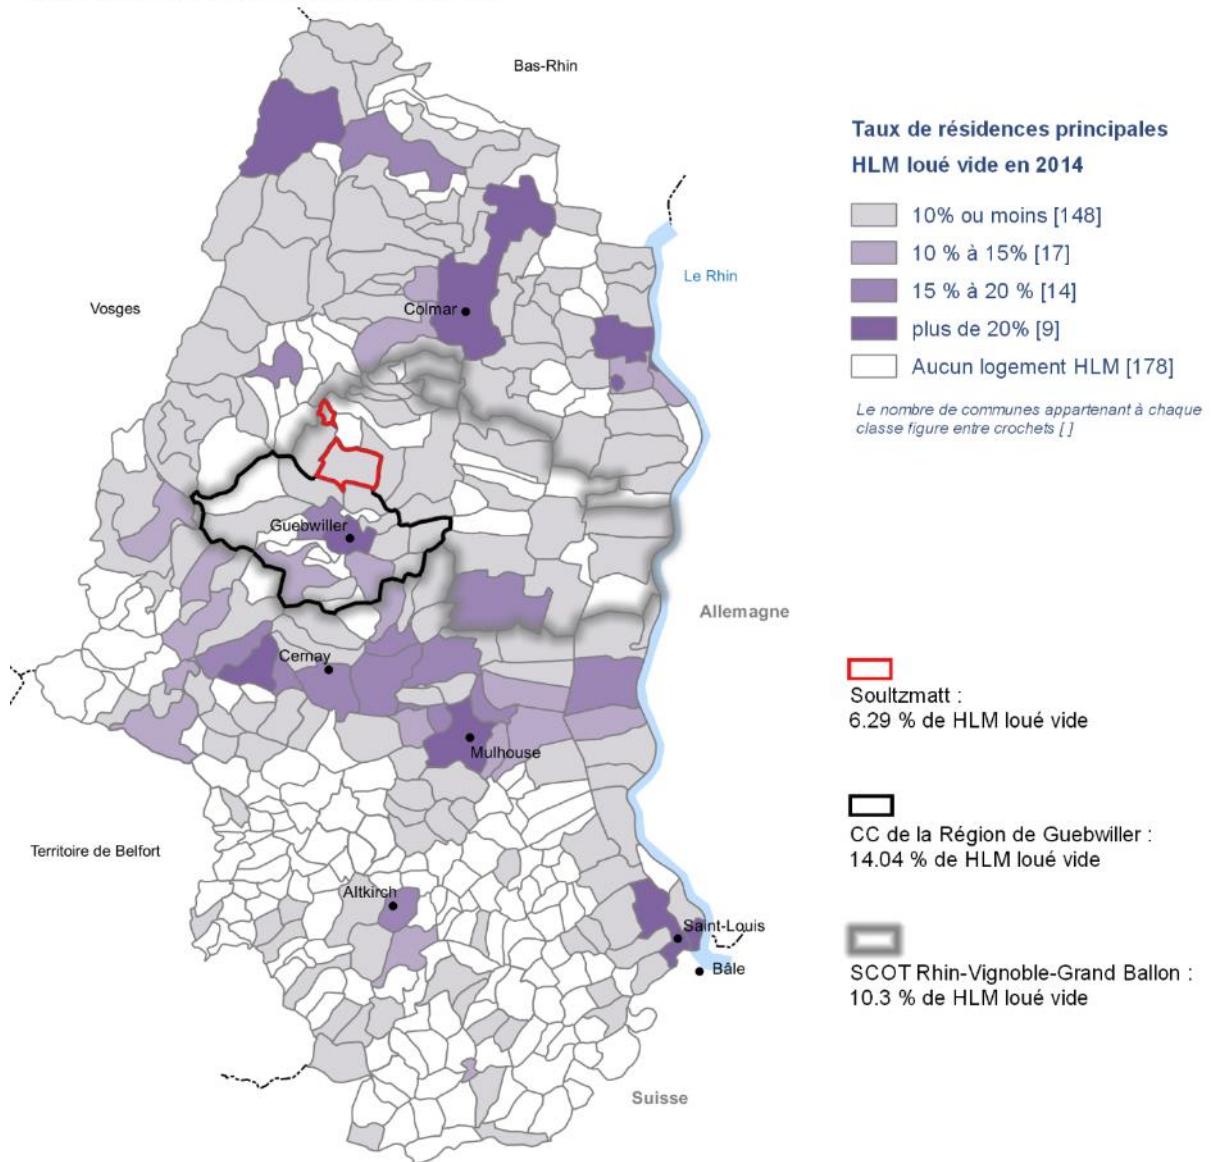 Bas-Rhin
Vosges
Le Rhin
Colmar
Guebwiller
Allemagne
Cernay
Mulhouse
Territoire de Belfort
Altkirch
Saint-Louis
Bâle
Suisse
Taux de résidences principales
HLM loué vide en 2014
10% ou moins [148]
10 % à 15% [17]
15 % à 20 % [14]
plus de 20% [9]
Aucun logement HLM [178]
Le nombre de communes appartenant à chaque
classe figure entre crochets [ ]
Soultzmatt :
6.29 % de HLM loué vide
CC de la Région de Guebwiller :
14.04 % de HLM loué vide
SCOT Rhin-Vignoble-Grand Ballon :
10.3 % de HLM loué vide